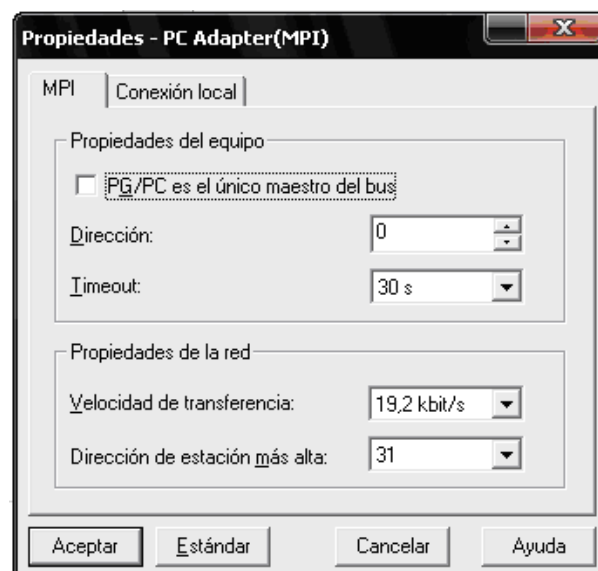 Propiedades - PC Adapter(MPI)
MPI
Conexión local
Propiedades del equipo
PG/PC es el único maestro del bus
Dirección:
0
Timeout:
30 s
Propiedades de la red
Velocidad de transferencia:
19,2 kbit/s
Dirección de estación más alta:
31
Aceptar
Estándar
Cancelar
Ayuda